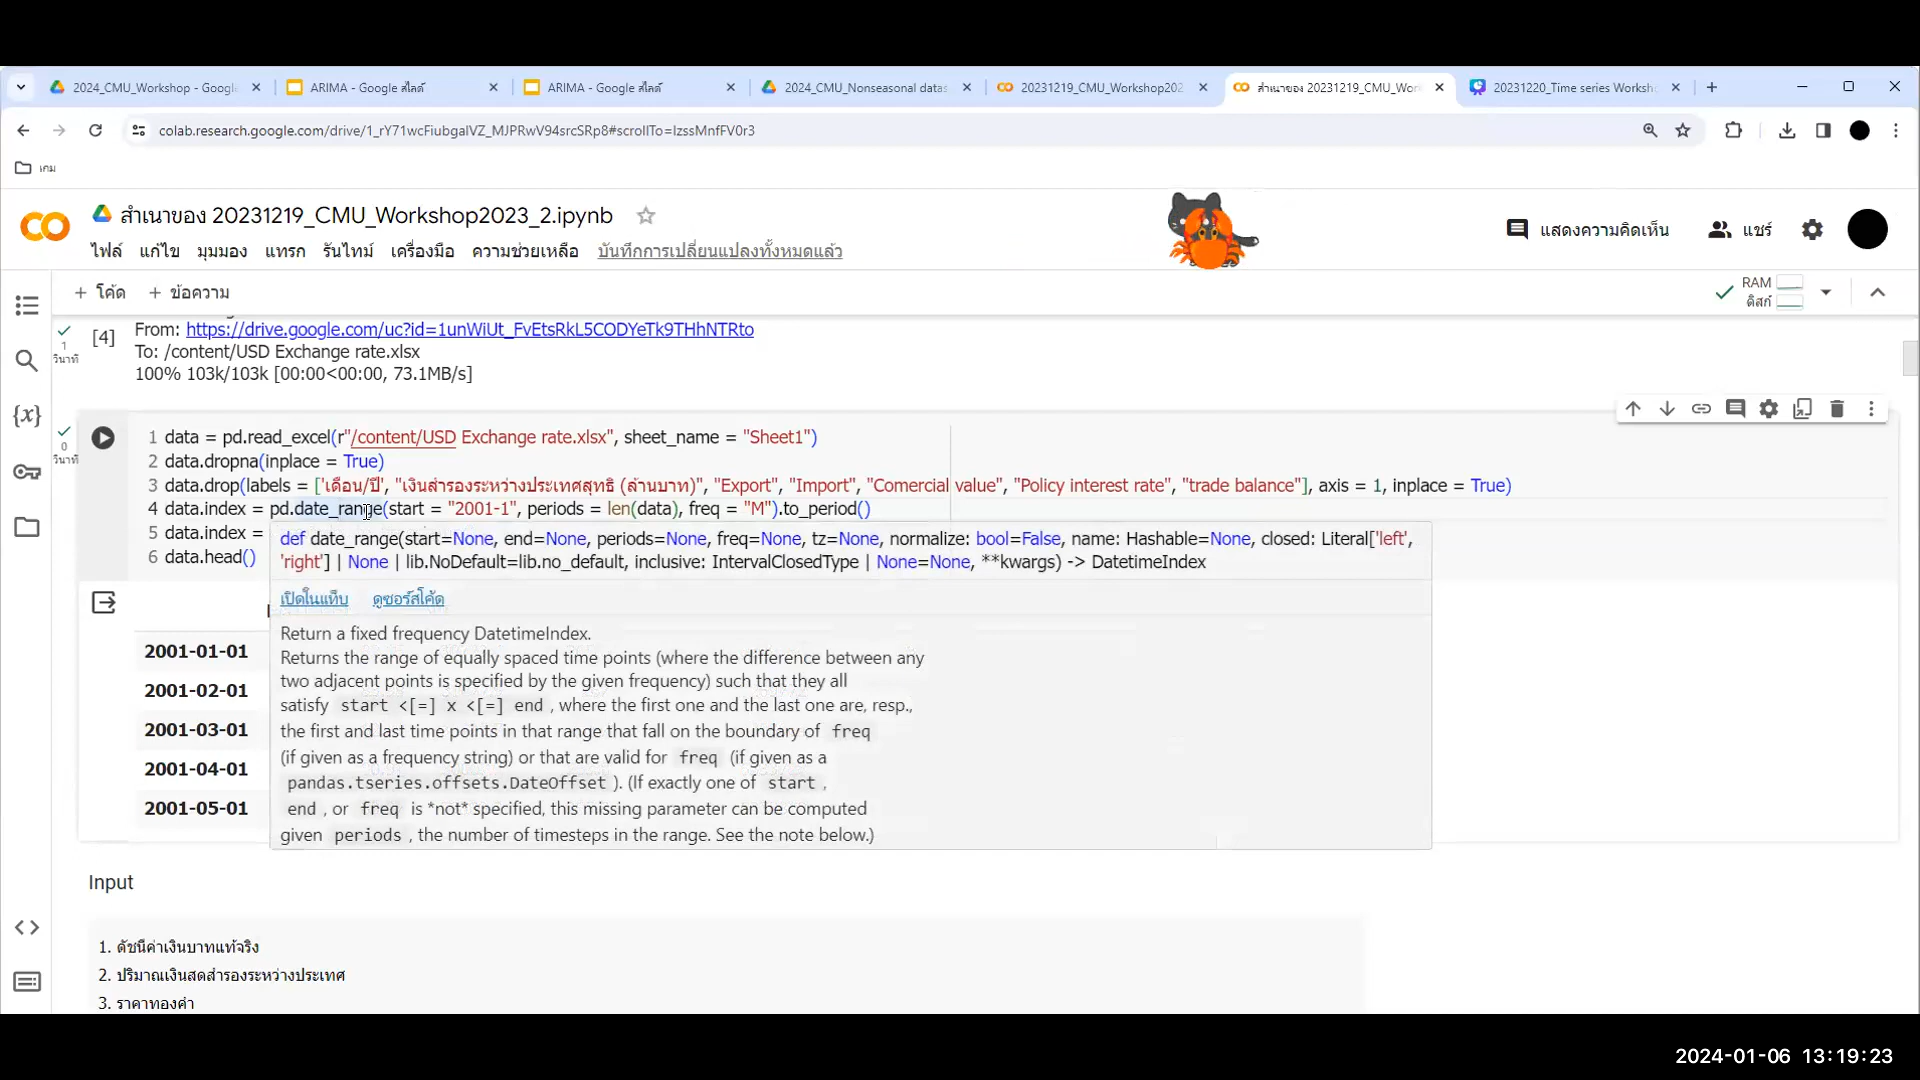 2024_CMU_Workshop - Google
ARIMA - Google สไลด์
ARIMA - Google สไลด์
2024_CMU_Nonseasonal datas
20231219_CMU_Workshop202
สำเนาของ 20231219_CMU_Wor
20231220_Time series Worksh
colab.research.google.com/drive/1_rY71wcFiubgaIVZ_MJPRwV94srcSRp8#scrollTo=IzssMnfFV0r3
เกม
สำเนาของ 20231219_CMU_Workshop2023_2.ipynb
แสดงความคิดเห็น
แชร์
ไฟล์ แก้ไข มุมมอง แทรก รันไทม์ เครื่องมือ ความช่วยเหลือ บันทึกการเปลี่ยนแปลงทั้งหมดแล้ว
+ โค้ด + ข้อความ
RAM
ดิสก์
1
วินาที
[4]
From: https://drive.google.com/uc?id=1unWiUt_FvEtsRkL5CODYeTk9THhNTRto
To: /content/USD Exchange rate.xlsx
100% 103k/103k [00:00<00:00, 73.1MB/s]
0
วินาที
1 data = pd.read_excel(r"/content/USD Exchange rate.xlsx", sheet_name = "Sheet1")
2 data.dropna(inplace = True)
3 data.drop(labels = ['เดือน/ปี', "เงินสำรองระหว่างประเทศสุทธิ (ล้านบาท)", "Export", "Import", "Comercial value", "Policy interest rate", "trade balance"], axis = 1, inplace = True)
4 data.index = pd.date_range(start = "2001-1", periods = len(data), freq = "M").to_period()
5 data.index =
6 data.head()
def date_range(start=None, end=None, periods=None, freq=None, tz=None, normalize: bool=False, name: Hashable=None, closed: Literal['left',
'right'] | None | lib.NoDefault=lib.no_default, inclusive: IntervalClosedType | None=None, **kwargs) -> DatetimeIndex
เปิดในแท็บ ดูซอร์สโค้ด
Return a fixed frequency DatetimeIndex.
Returns the range of equally spaced time points (where the difference between any
two adjacent points is specified by the given frequency) such that they all
satisfy start <[=] x <[=] end , where the first one and the last one are, resp.,
the first and last time points in that range that fall on the boundary of freq
(if given as a frequency string) or that are valid for freq (if given as a
pandas.tseries.offsets.DateOffset ). (If exactly one of start ,
end , or freq is *not* specified, this missing parameter can be computed
given periods , the number of timesteps in the range. See the note below.)
2001-01-01
2001-02-01
2001-03-01
2001-04-01
2001-05-01
Input
1. ดัชนีค่าเงินบาทแท้จริง
2. ปริมาณเงินสดสำรองระหว่างประเทศ
3. ราคาทองคำ
2024-01-06 13:19:23